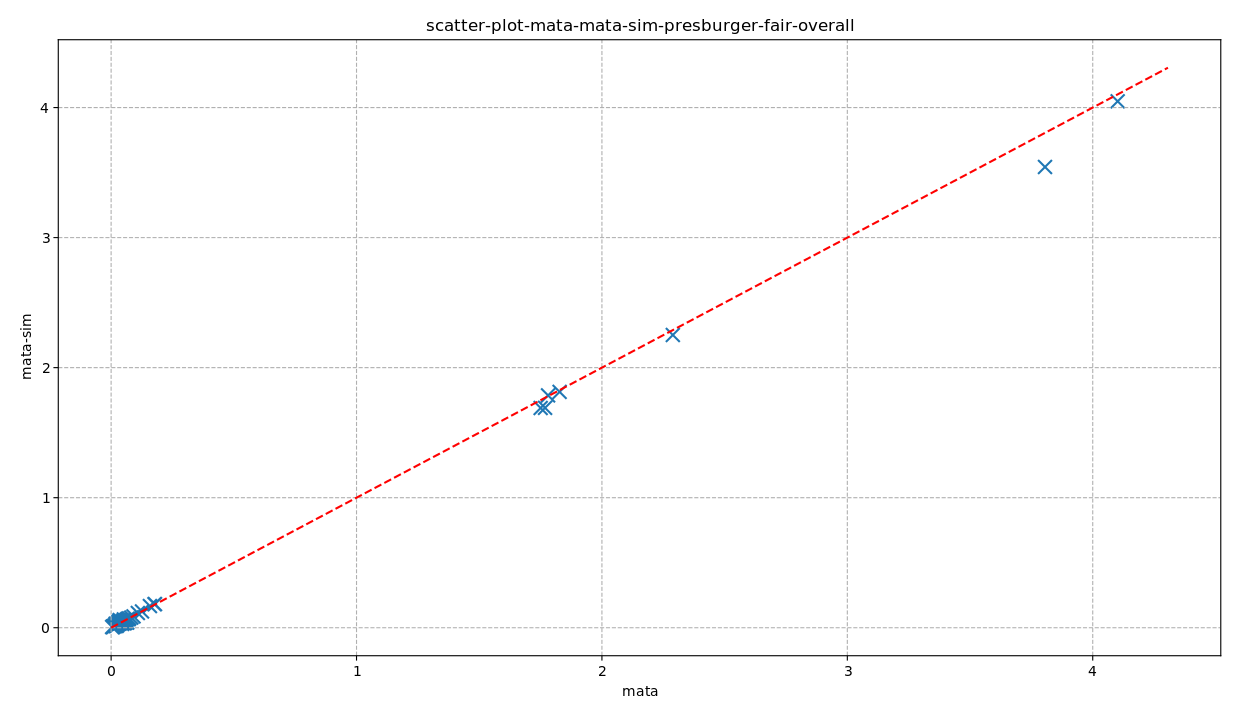 scatter-plot-mata-mata-sim-presburger-fair-overall
4
3
2
1
0
mata-sim
0 1 2 3 4
mata